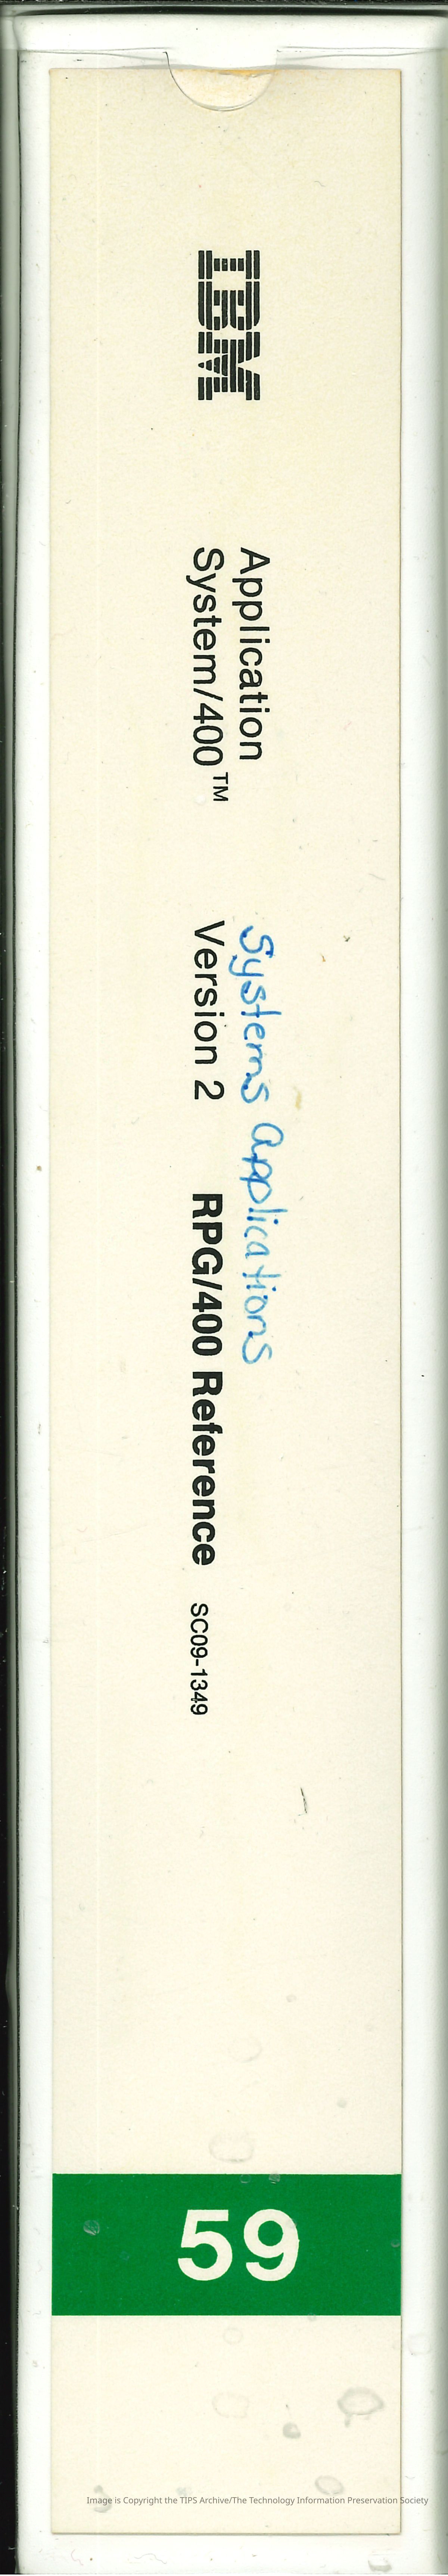 IBM
Application
System/400™
Systems Applications
Version 2
RPG/400 Reference
SC09-1349
59
Image is Copyright the TIPS Archive/The Technology Information Preservation Society